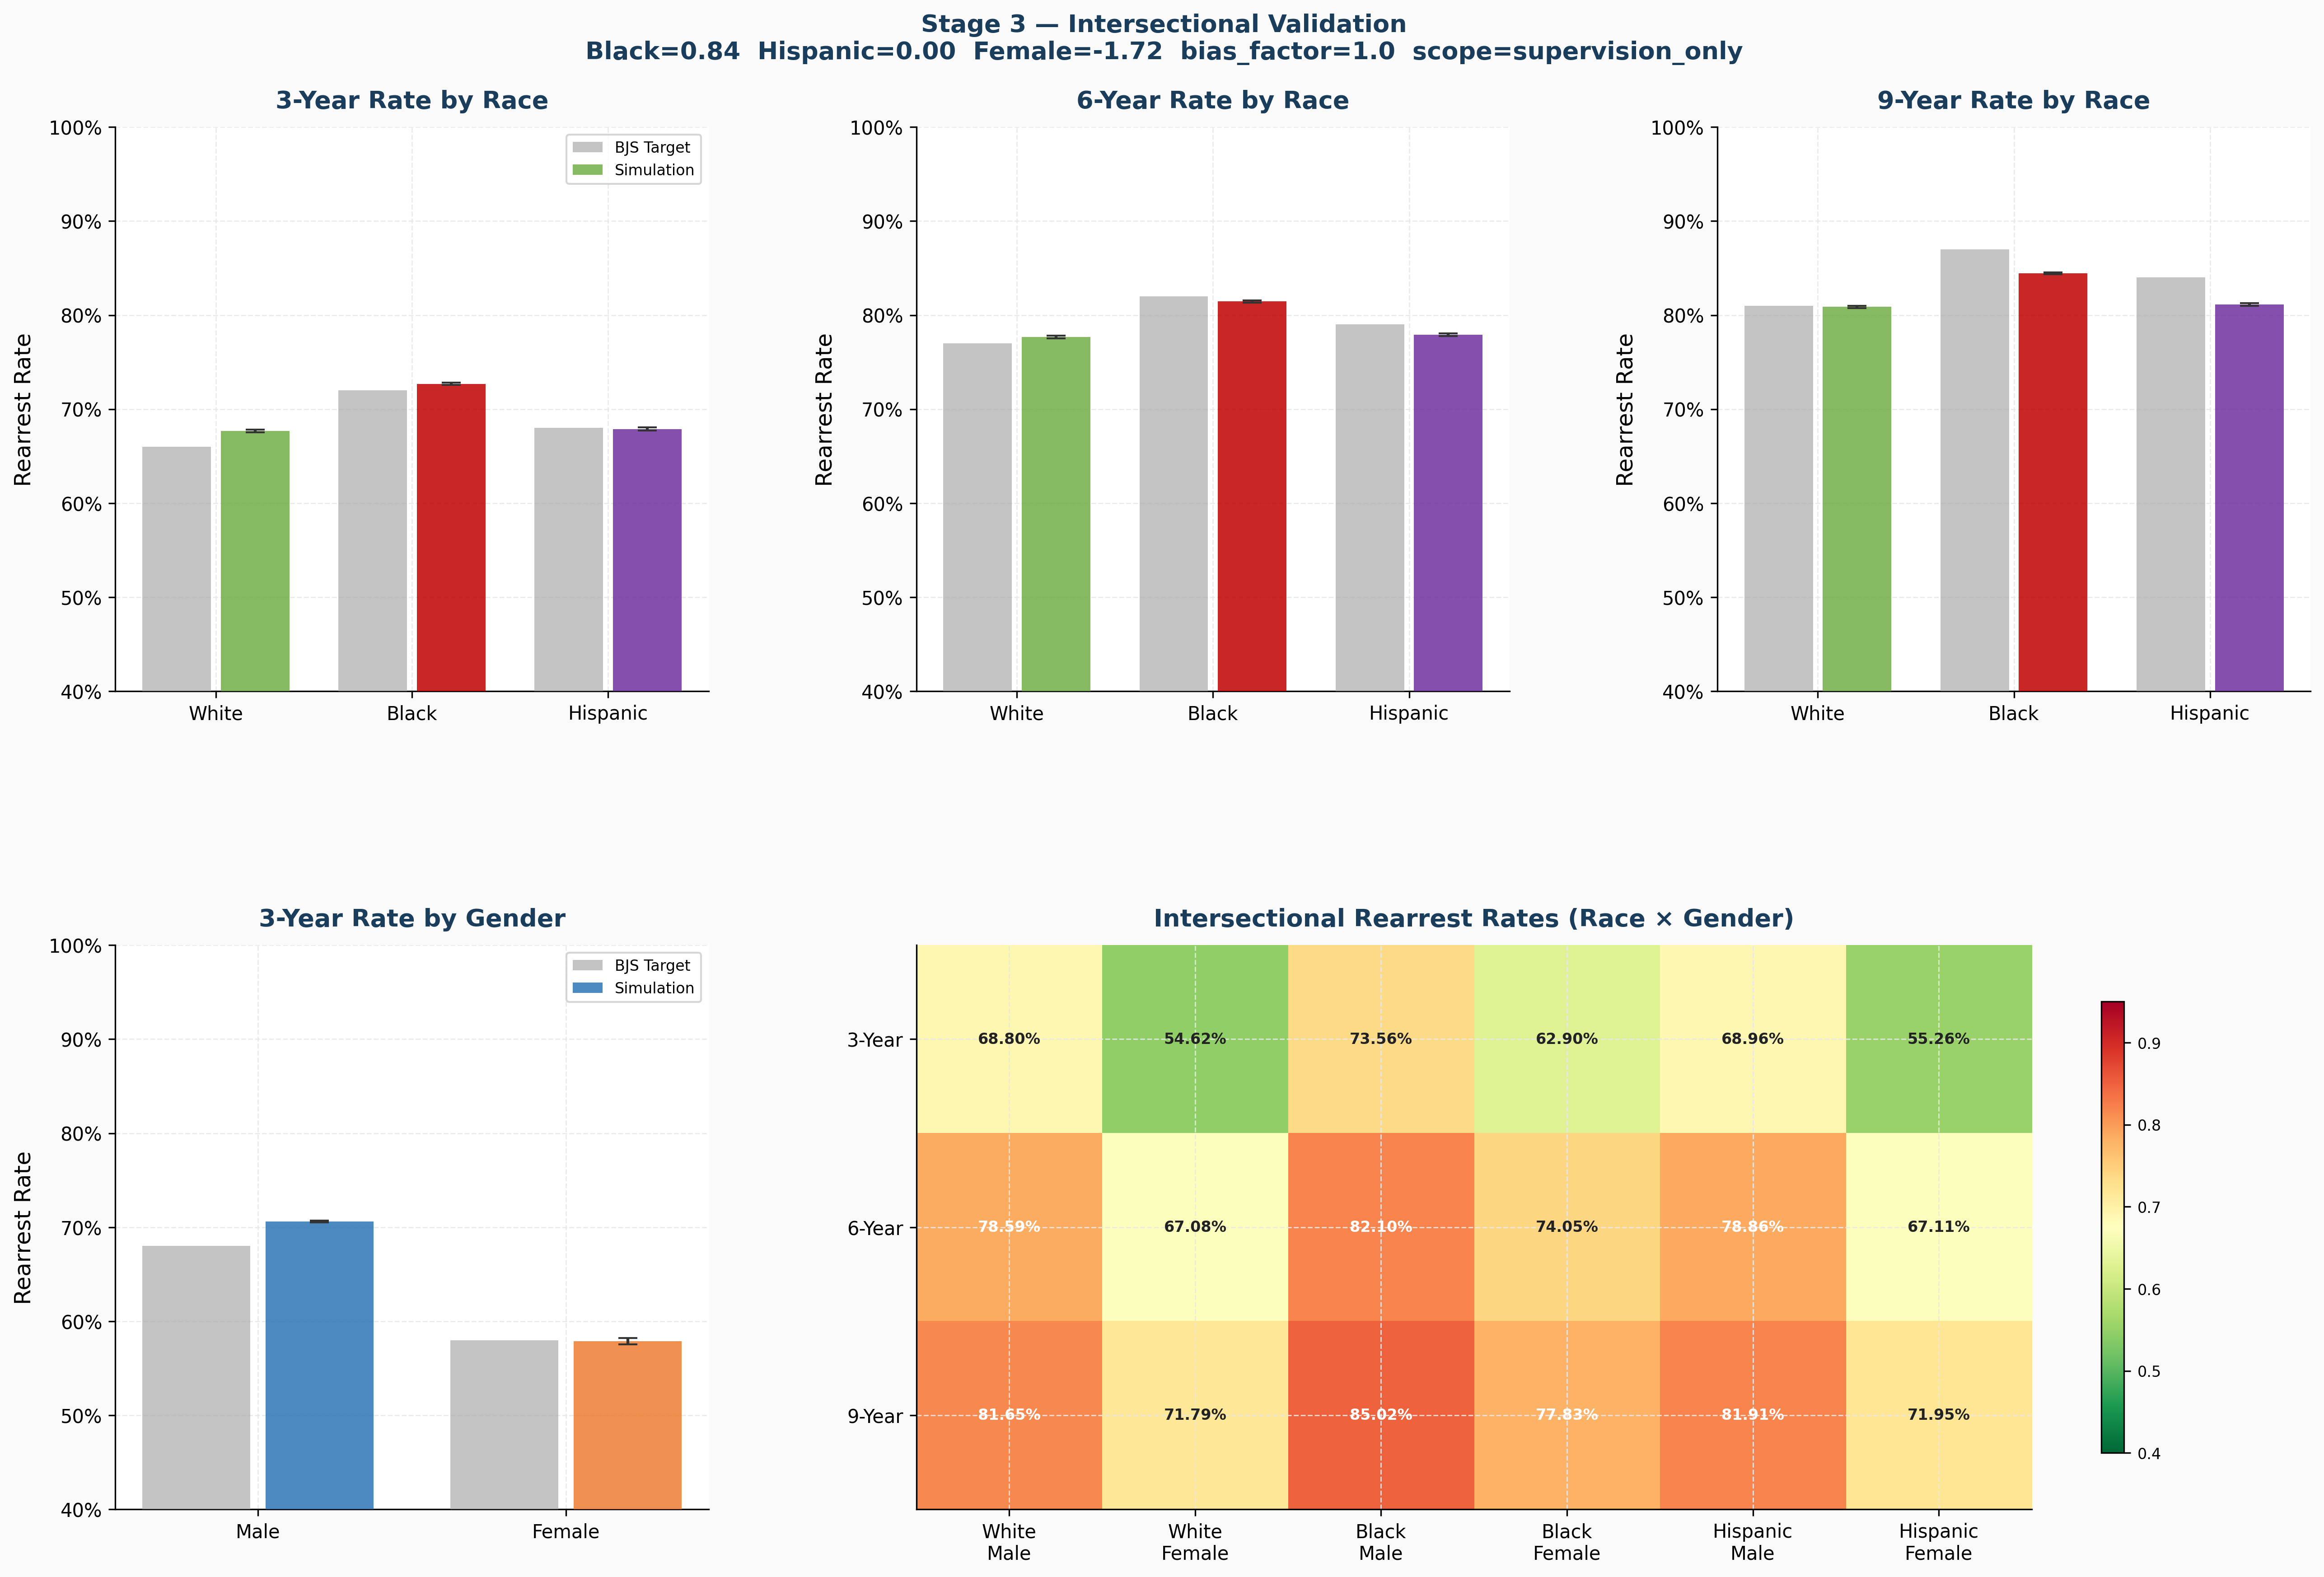 Stage 3 — Intersectional Validation
Black=0.84  Hispanic=0.00  Female=-1.72  bias_factor=1.0  scope=supervision_only
3-Year Rate by Race
100%
90%
80%
70%
60%
50%
40%
Rearrest Rate
BJS Target
Simulation
White
Black
Hispanic
6-Year Rate by Race
100%
90%
80%
70%
60%
50%
40%
Rearrest Rate
White
Black
Hispanic
9-Year Rate by Race
100%
90%
80%
70%
60%
50%
40%
Rearrest Rate
White
Black
Hispanic
3-Year Rate by Gender
100%
90%
80%
70%
60%
50%
40%
Rearrest Rate
BJS Target
Simulation
Male
Female
Intersectional Rearrest Rates (Race × Gender)
3-Year 68.80% 54.62% 73.56% 62.90% 68.96% 55.26%
6-Year 78.59% 67.08% 82.10% 74.05% 78.86% 67.11%
9-Year 81.65% 71.79% 85.02% 77.83% 81.91% 71.95%
White White Black Black Hispanic Hispanic
Male Female Male Female Male Female
0.9
0.8
0.7
0.6
0.5
0.4